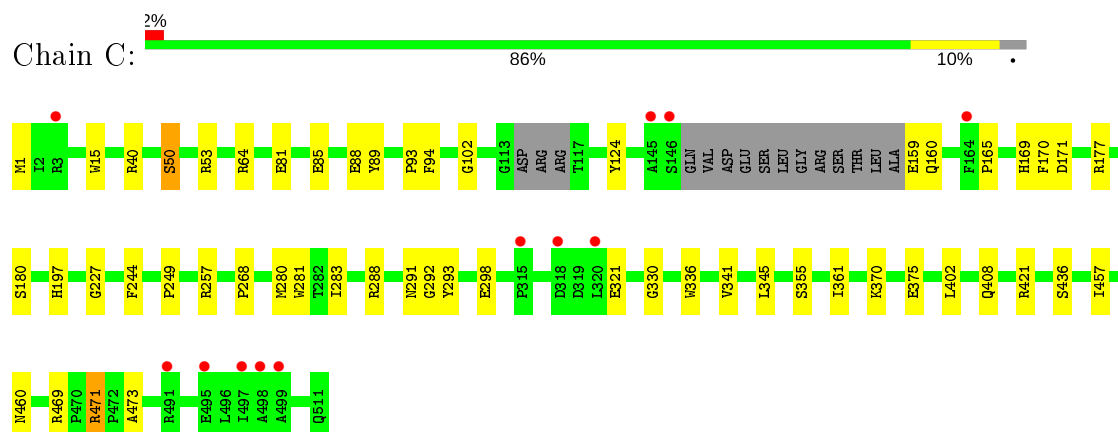 2%
Chain C:
86% 10% •
M1 I2 R3 W15 R40 S50 R53 R64 E81 E85 E88 Y89 P93 F94 G102 G113 ASP ARG ARG T117 Y124 A145 S146 GLN VAL ASP GLU SER LEU GLY ARG SER THR LEU ALA E159 Q160 F164 P165 H169 F170 D171 R177
S180 H197 G227 F244 P249 R257 P268 M280 W281 T282 I283 R288 N291 G292 Y293 E298 P315 D318 D319 L320 E321 G330 W336 V341 L345 S355 I361 K370 E375 L402 Q408 R421 S436 I457
N460 R469 P470 R471 P472 A473 R491 E495 L496 I497 A498 A499 Q511